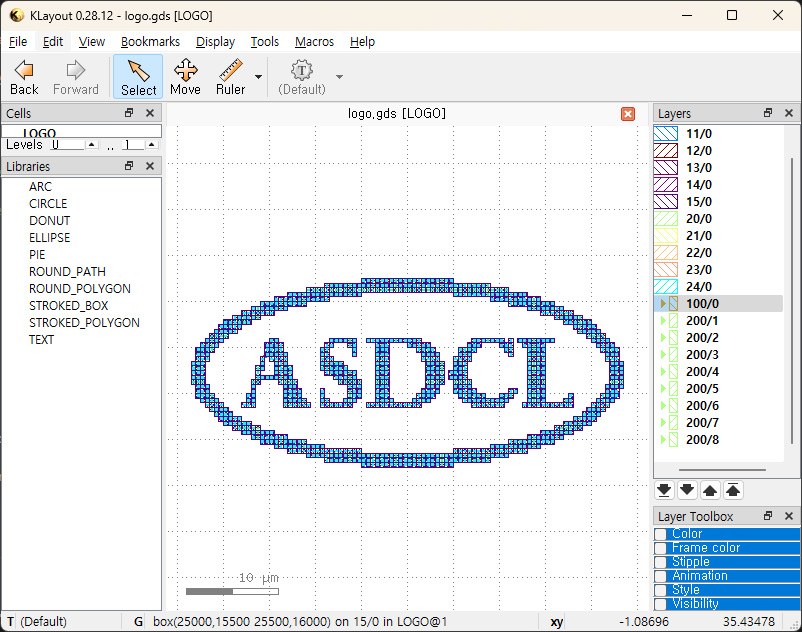 KLayout 0.28.12 - logo.gds [LOGO]
File Edit View Bookmarks Display Tools Macros Help
Back Forward Select Move Ruler (Default)
Cells
LOGO
Levels 0 .. 1
Libraries
ARC
CIRCLE
DONUT
ELLIPSE
PIE
ROUND_PATH
ROUND_POLYGON
STROKED_BOX
STROKED_POLYGON
TEXT
logo.gds [LOGO]
ASDCL
10 µm
Layers
11/0
12/0
13/0
14/0
15/0
20/0
21/0
22/0
23/0
24/0
100/0
200/1
200/2
200/3
200/4
200/5
200/6
200/7
200/8
Layer Toolbox
Color
Frame color
Stipple
Animation
Style
Visibility
T (Default) G box(25000,15500 25500,16000) on 15/0 in LOGO@1 xy -1.08696 35.43478